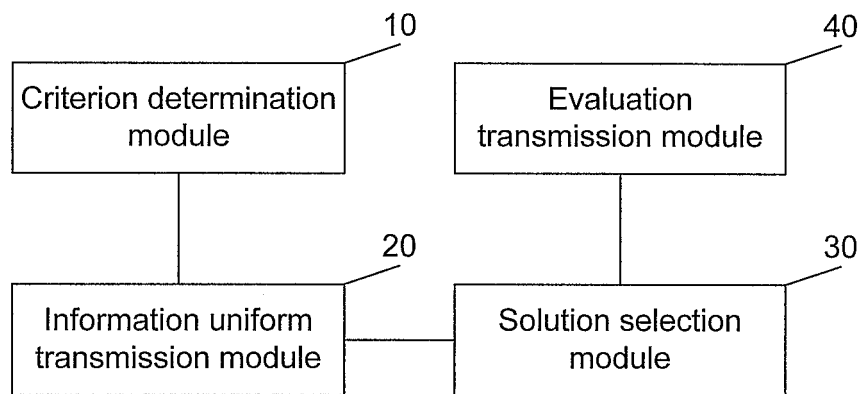 10
Criterion determination
module
40
Evaluation
transmission module
20
Information uniform
transmission module
30
Solution selection
module